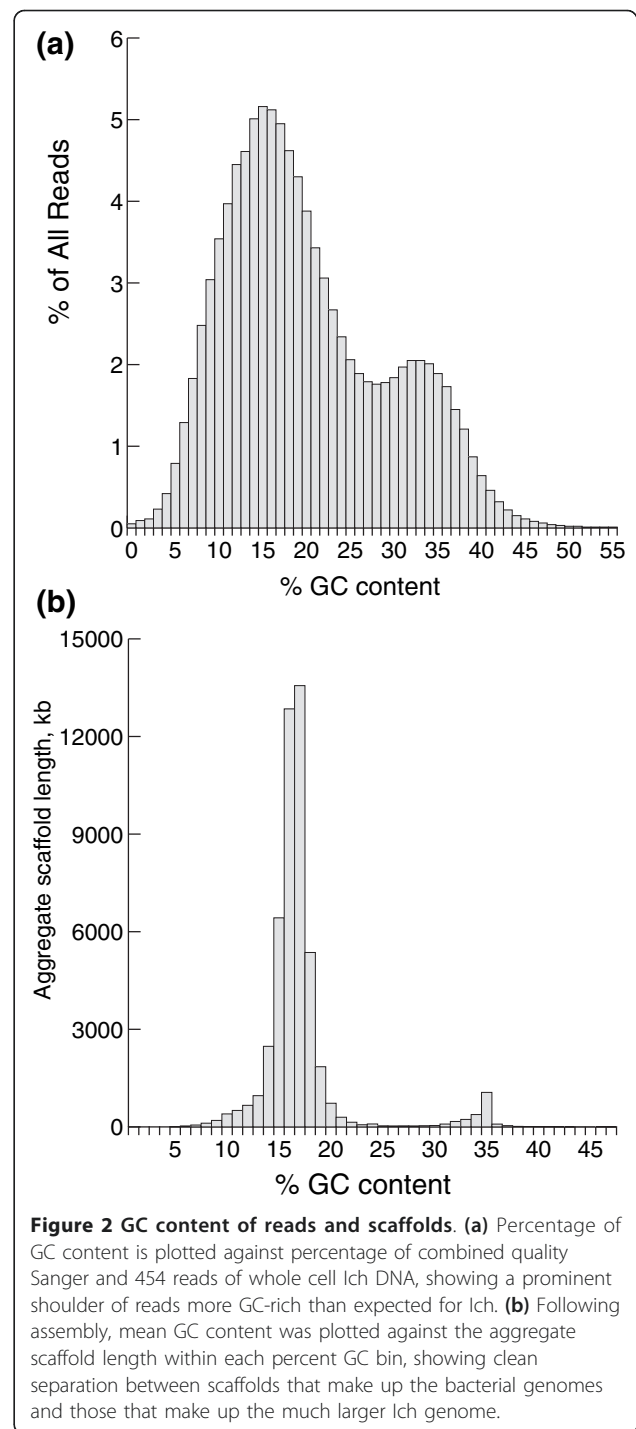 (a)
6
5
4
3
2
1
0
% of All Reads
0 5 10 15 20 25 30 35 40 45 50 55
% GC content
(b)
15000
12000
9000
6000
3000
0
Aggregate scaffold length, kb
5 10 15 20 25 30 35 40 45
% GC content
Figure 2 GC content of reads and scaffolds. (a) Percentage of
GC content is plotted against percentage of combined quality
Sanger and 454 reads of whole cell Ich DNA, showing a prominent
shoulder of reads more GC-rich than expected for Ich. (b) Following
assembly, mean GC content was plotted against the aggregate
scaffold length within each percent GC bin, showing clean
separation between scaffolds that make up the bacterial genomes
and those that make up the much larger Ich genome.